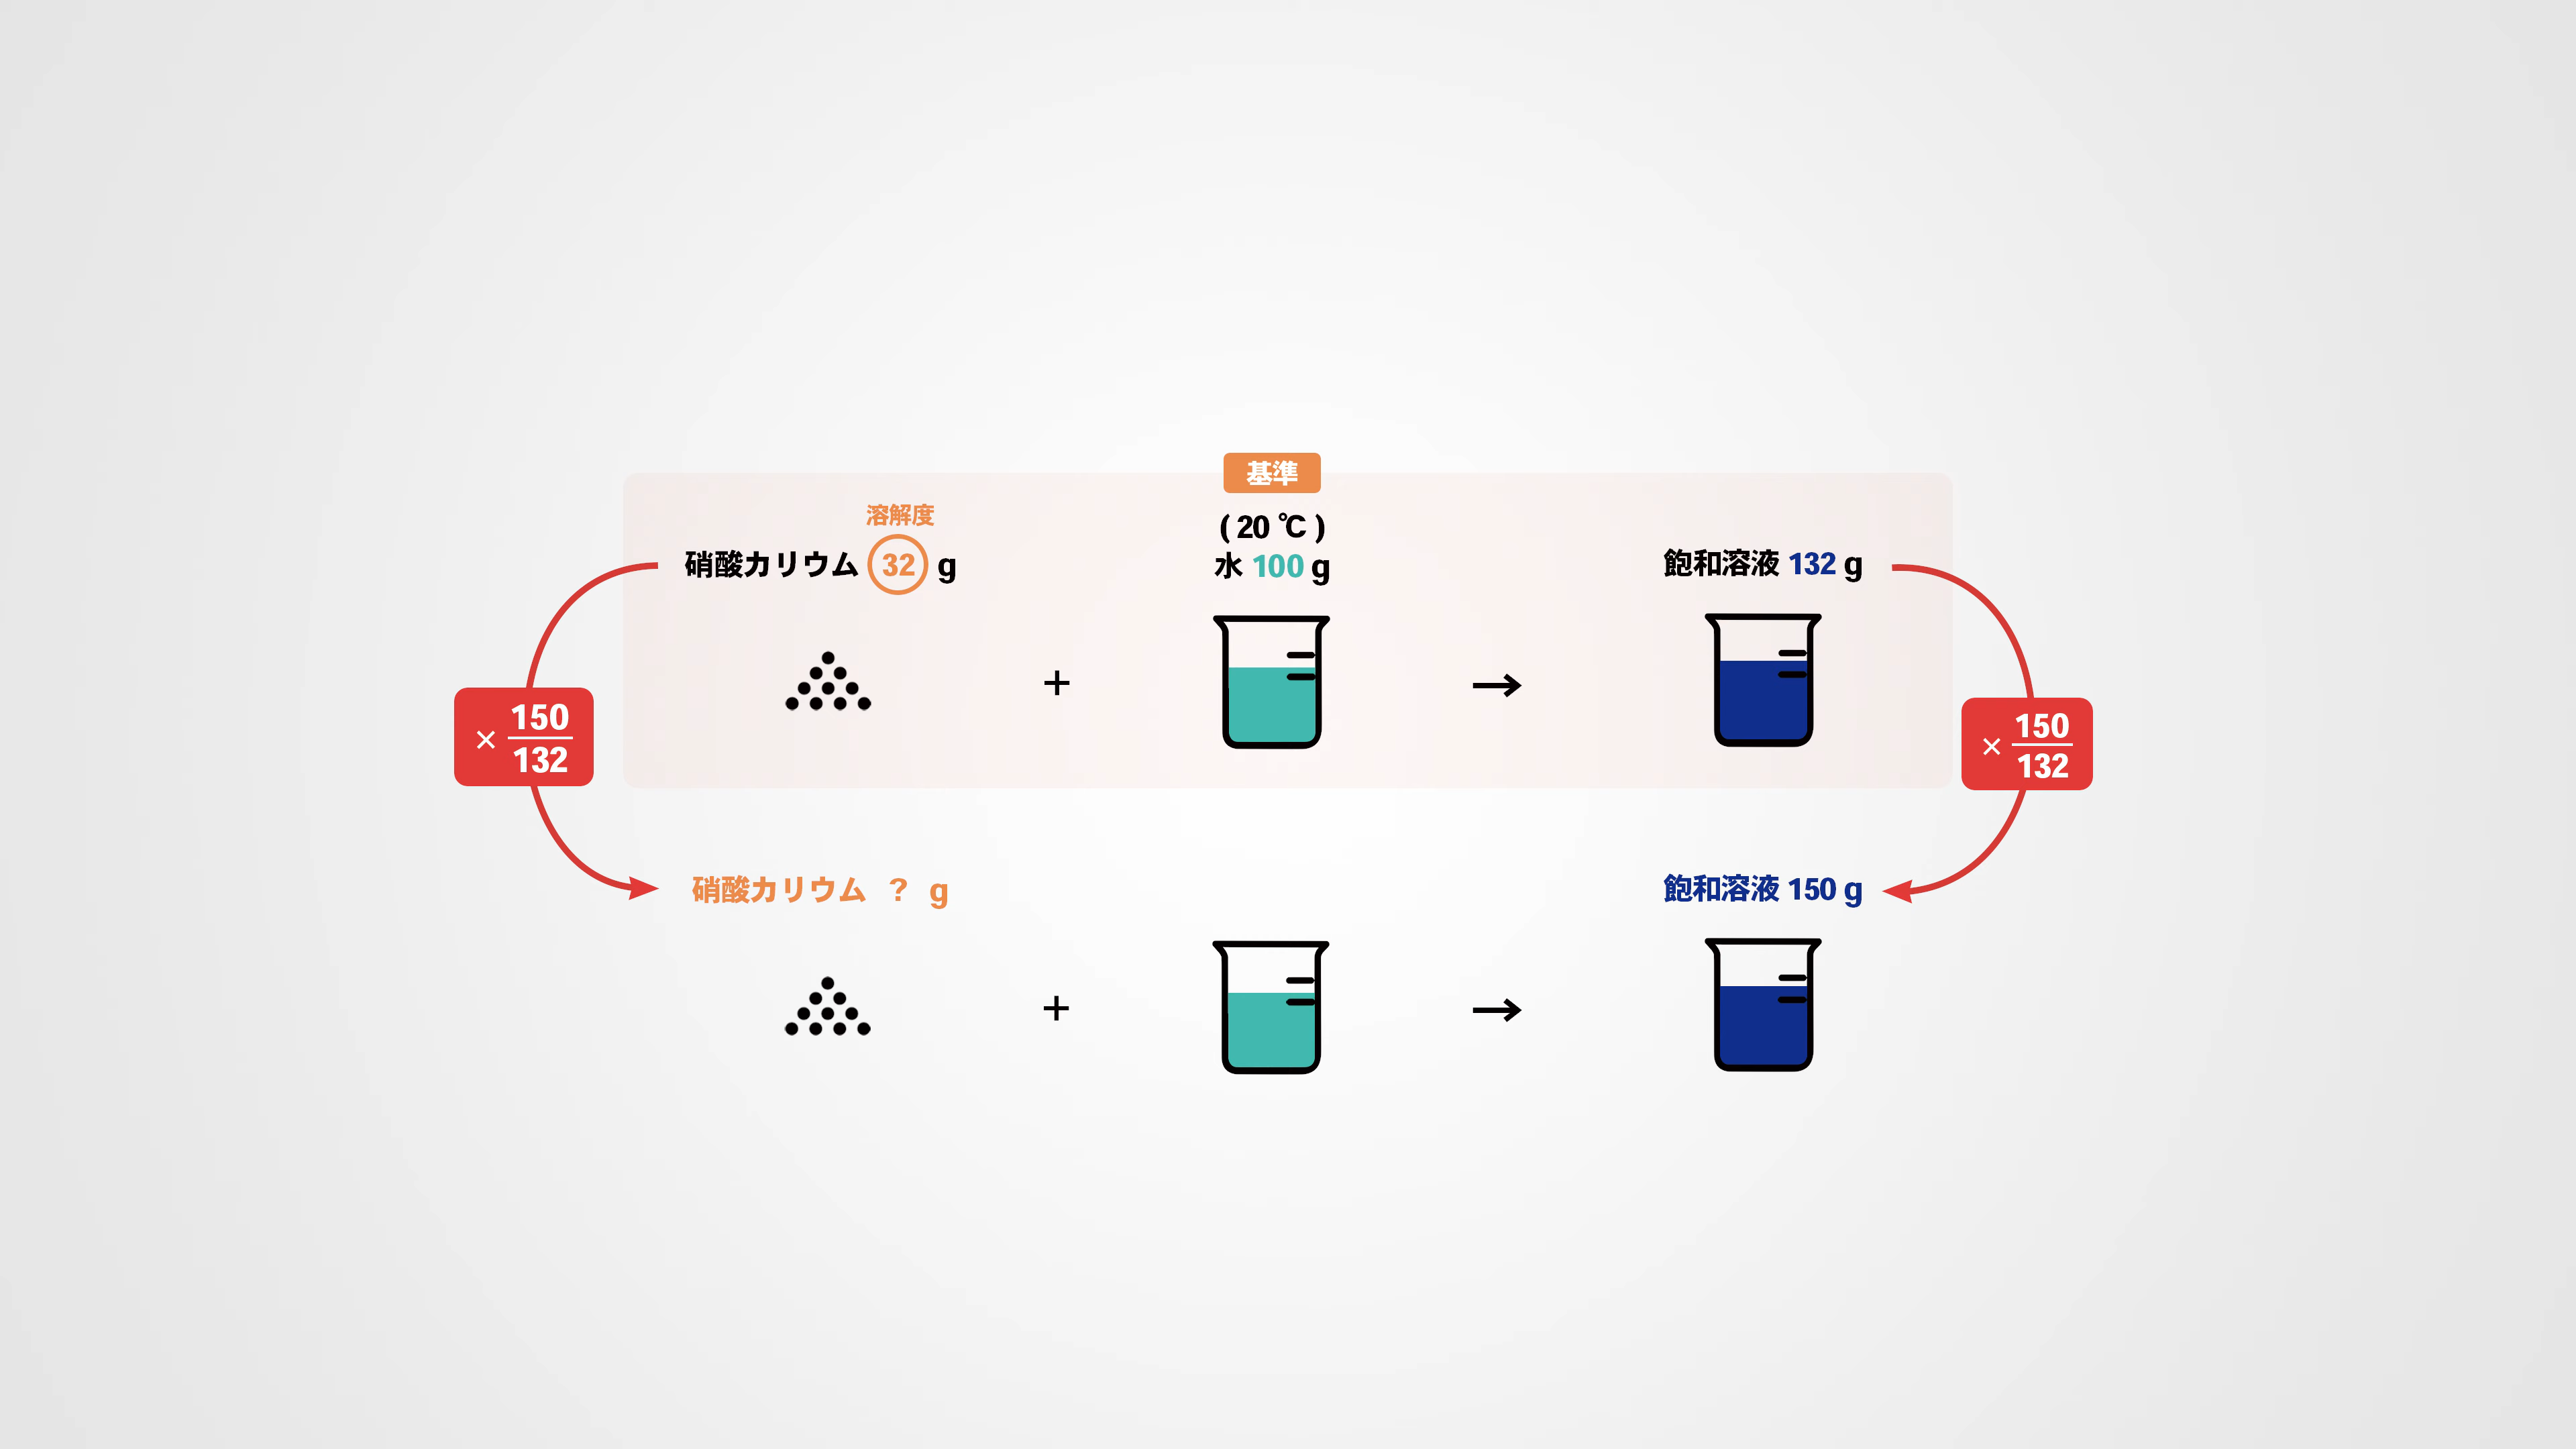 基準
溶解度
( 20 ℃ )
硝酸カリウム 32 g
水 100 g
飽和溶液 132 g
+
→
× 150
132
× 150
132
硝酸カリウム ? g
飽和溶液 150 g
+
→